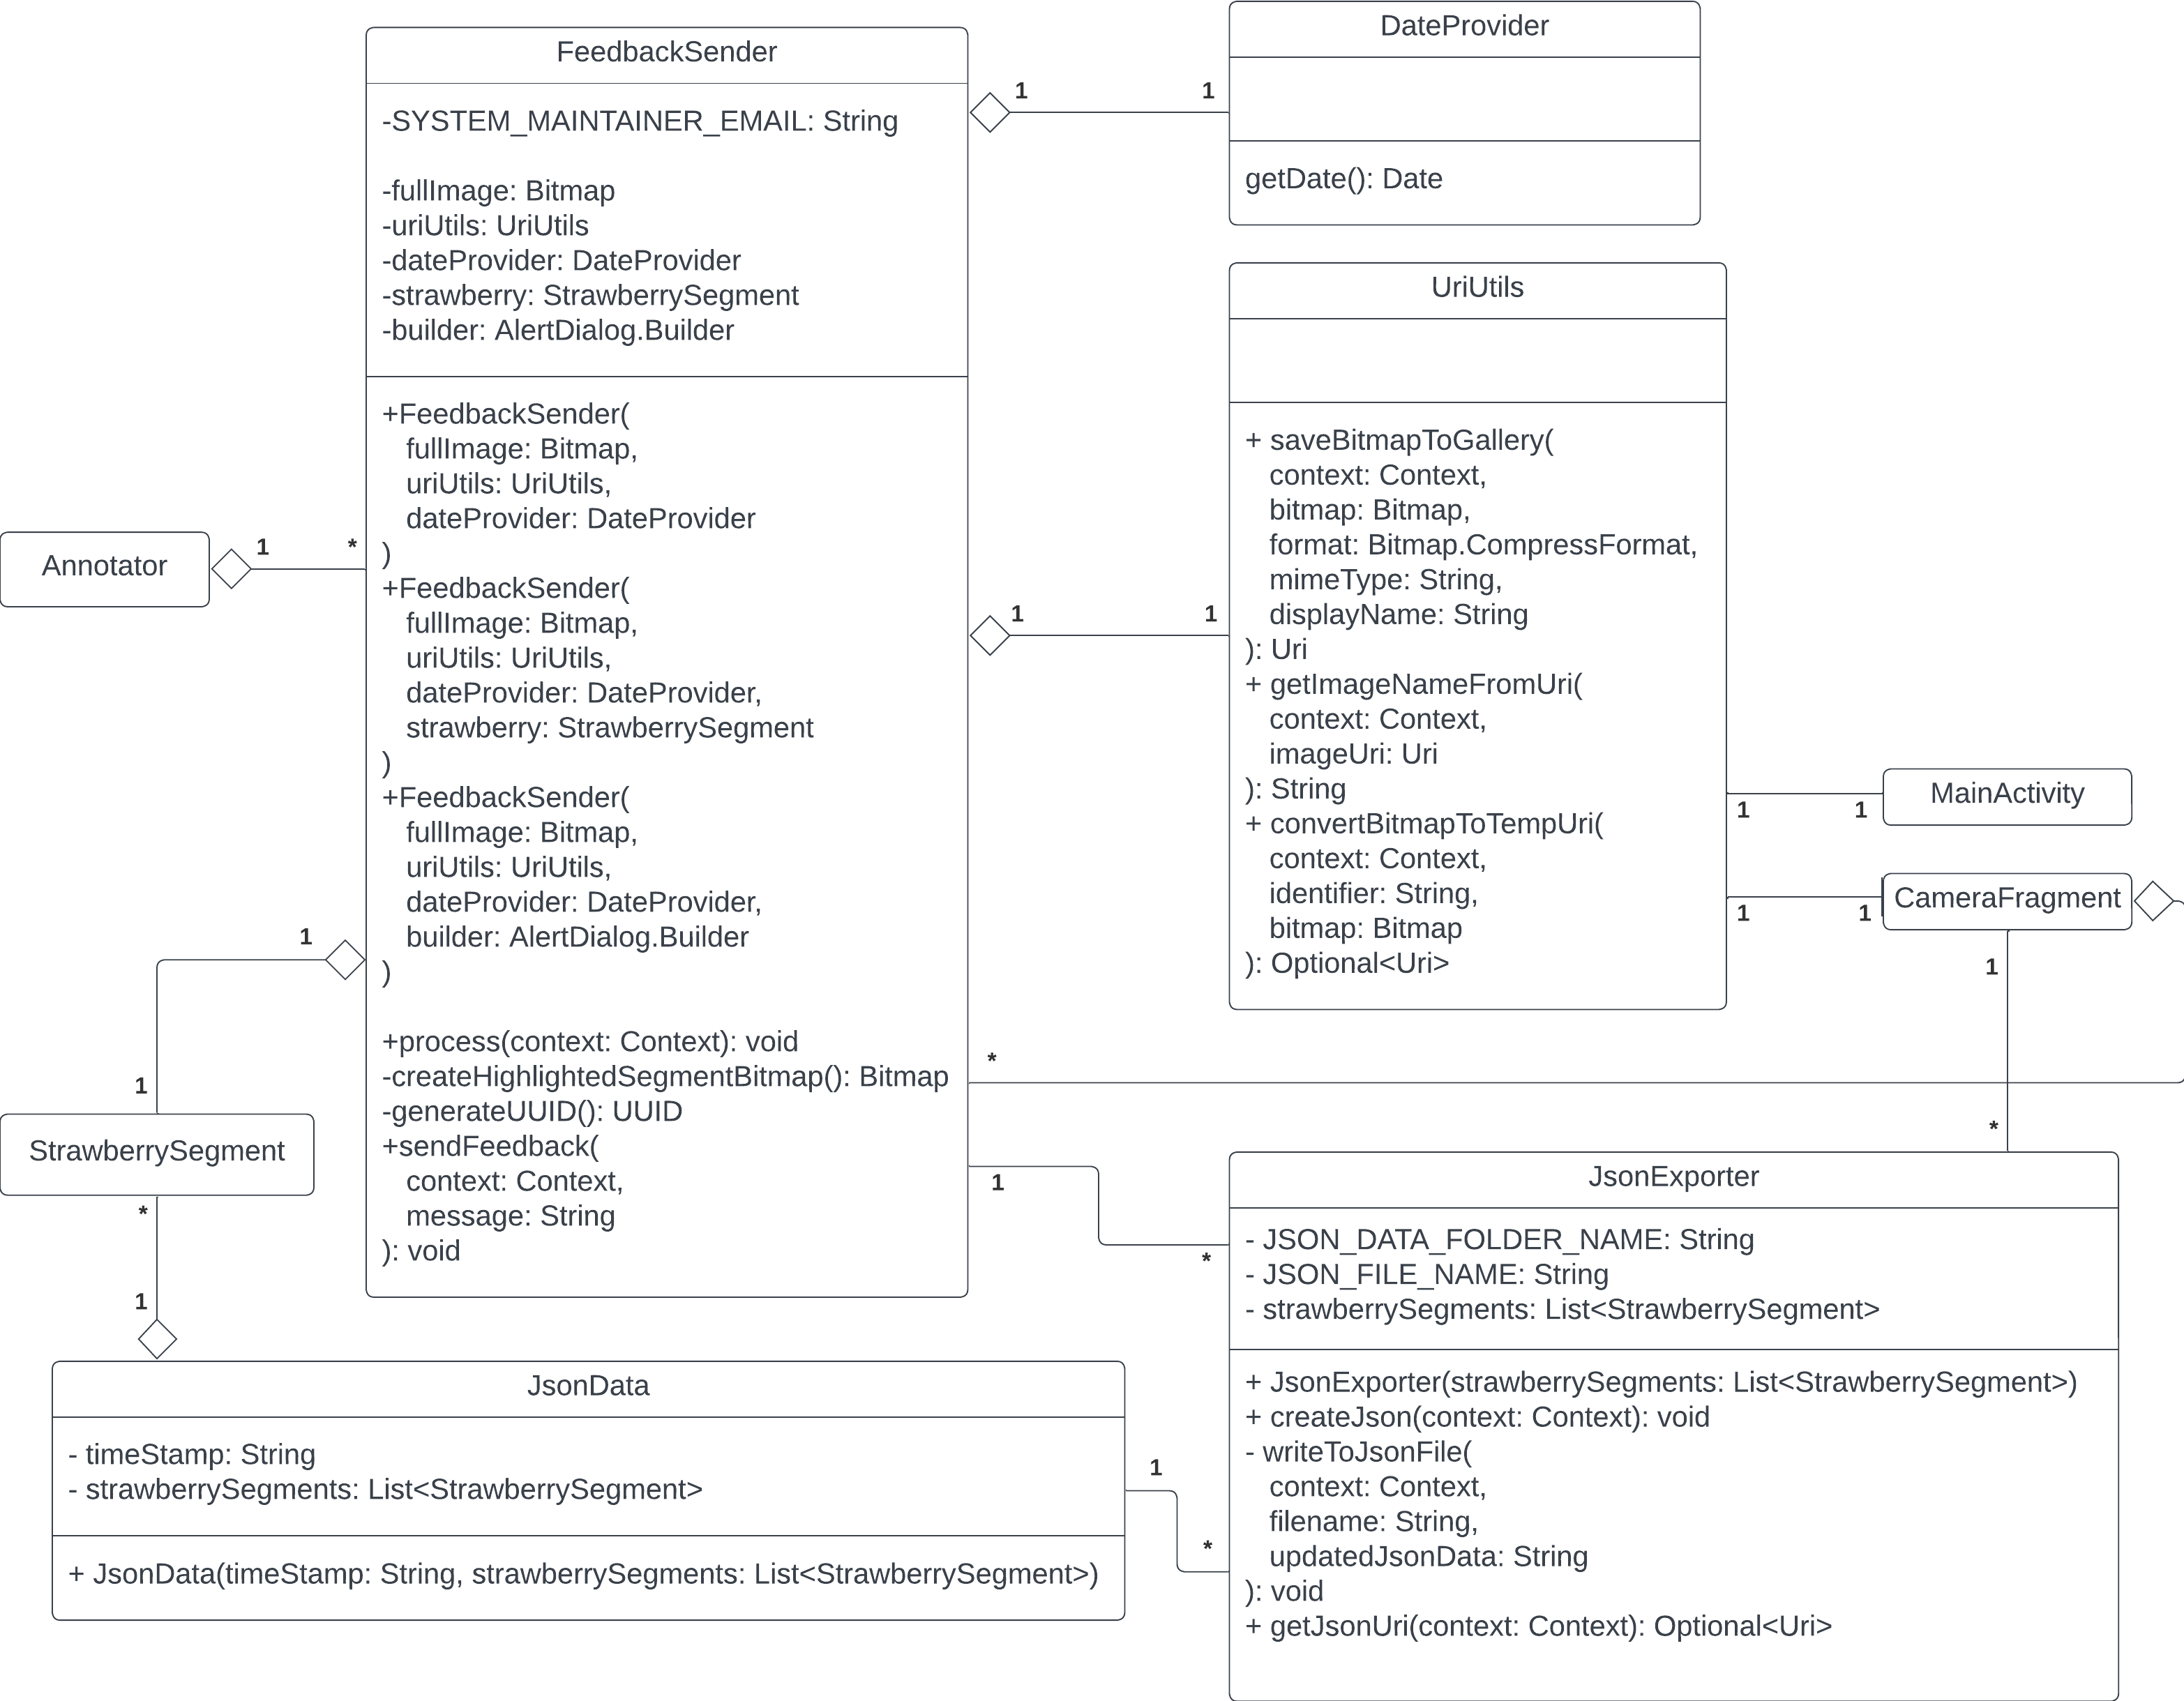 FeedbackSender
-SYSTEM_MAINTAINER_EMAIL: String
-fullImage: Bitmap
-uriUtils: UriUtils
-dateProvider: DateProvider
-strawberry: StrawberrySegment
-builder: AlertDialog.Builder
+FeedbackSender(
fullImage: Bitmap,
uriUtils: UriUtils,
dateProvider: DateProvider
)
+FeedbackSender(
fullImage: Bitmap,
uriUtils: UriUtils,
dateProvider: DateProvider,
strawberry: StrawberrySegment
)
+FeedbackSender(
fullImage: Bitmap,
uriUtils: UriUtils,
dateProvider: DateProvider,
builder: AlertDialog.Builder
)
+process(context: Context): void
-createHighlightedSegmentBitmap(): Bitmap
-generateUUID(): UUID
+sendFeedback(
context: Context,
message: String
): void
1 1
DateProvider
getDate(): Date
UriUtils
+ saveBitmapToGallery(
context: Context,
bitmap: Bitmap,
format: Bitmap.CompressFormat,
mimeType: String,
displayName: String
): Uri
+ getImageNameFromUri(
context: Context,
imageUri: Uri
): String
+ convertBitmapToTempUri(
context: Context,
identifier: String,
bitmap: Bitmap
): Optional<Uri>
1 1
Annotator
1 *
MainActivity
1 1
CameraFragment
1 1
1
*
*
1
1
StrawberrySegment
*
1
1
*
JsonExporter
- JSON_DATA_FOLDER_NAME: String
- JSON_FILE_NAME: String
- strawberrySegments: List<StrawberrySegment>
+ JsonExporter(strawberrySegments: List<StrawberrySegment>)
+ createJson(context: Context): void
- writeToJsonFile(
context: Context,
filename: String,
updatedJsonData: String
): void
+ getJsonUri(context: Context): Optional<Uri>
JsonData
- timeStamp: String
- strawberrySegments: List<StrawberrySegment>
+ JsonData(timeStamp: String, strawberrySegments: List<StrawberrySegment>)
1
*